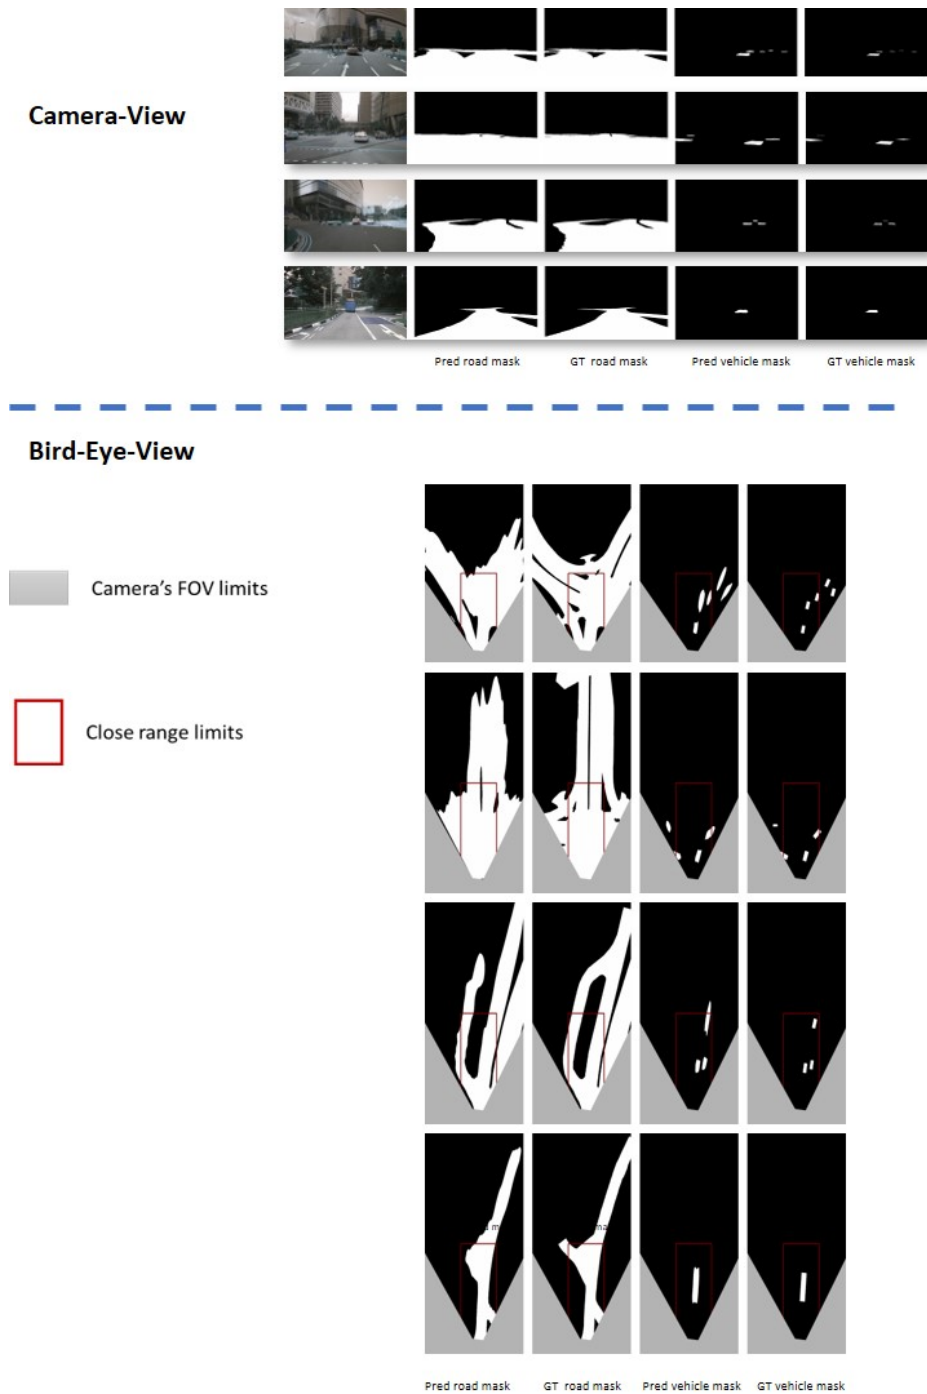 Camera-View
Pred road mask GT road mask Pred vehicle mask GT vehicle mask
Bird-Eye-View
Camera's FOV limits
Close range limits
Pred road mask GT road mask Pred vehicle mask GT vehicle mask